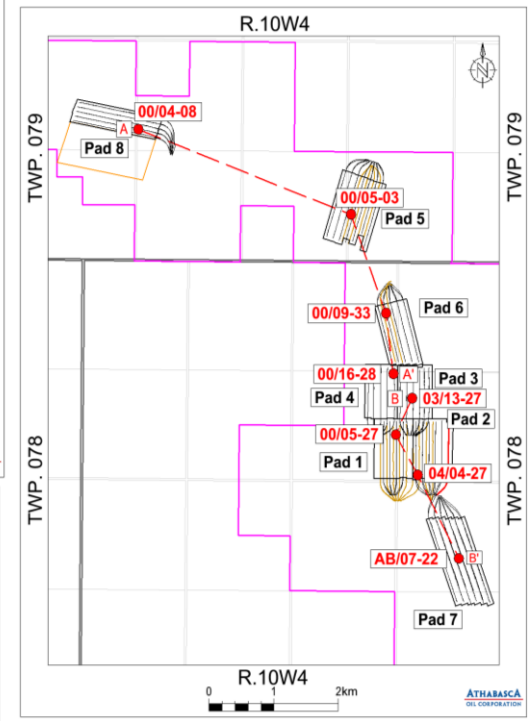 R.10W4
N
TWP. 079
TWP. 079
00/04-08
A
Pad 8
00/05-03
Pad 5
00/09-33
Pad 6
00/16-28
A'
Pad 3
Pad 4
B
03/13-27
Pad 2
00/05-27
Pad 1
04/04-27
TWP. 078
TWP. 078
AB/07-22
B'
Pad 7
R.10W4
0 1 2km
ATHABASCA
OIL CORPORATION